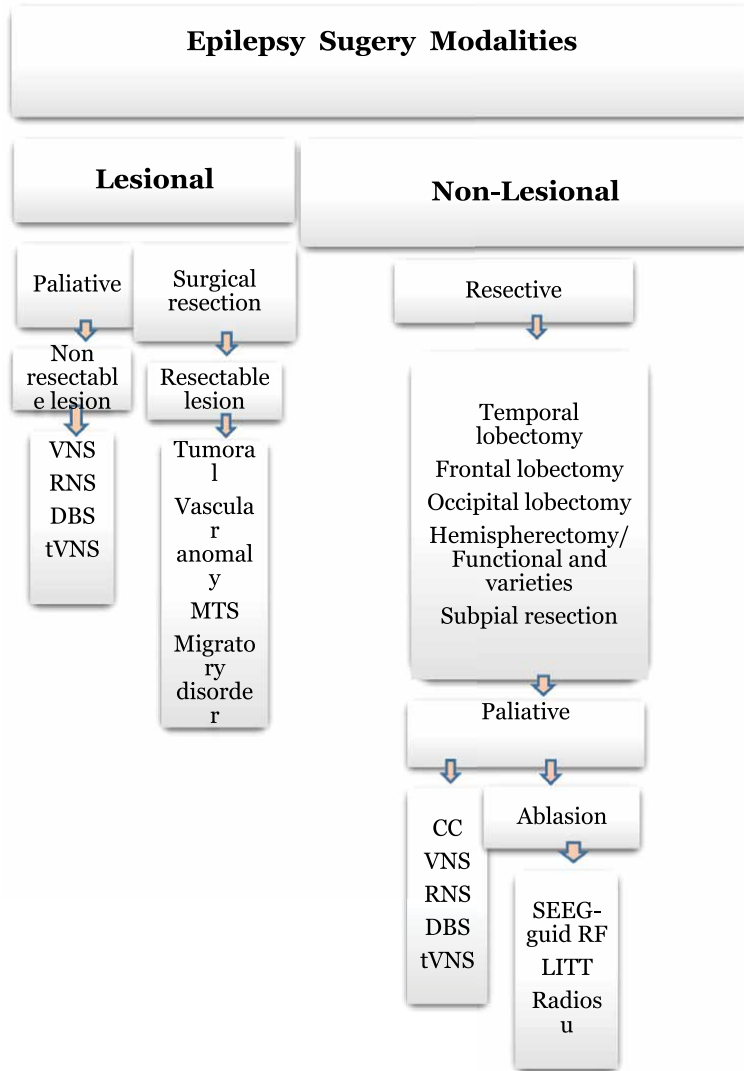 Epilepsy Sugery Modalities
Lesional
Non-Lesional
Paliative
Non
resectabl
e lesion
VNS
RNS
DBS
tVNS
Surgical
resection
Resectable
lesion
Tumora
l
Vascula
r
anomal
y
MTS
Migrato
ry
disorde
r
Resective
Temporal
lobectomy
Frontal lobectomy
Occipital lobectomy
Hemispherectomy/
Functional and
varieties
Subpial resection
Paliative
CC
VNS
RNS
DBS
tVNS
Ablasion
SEEG-
guid RF
LITT
Radios
u